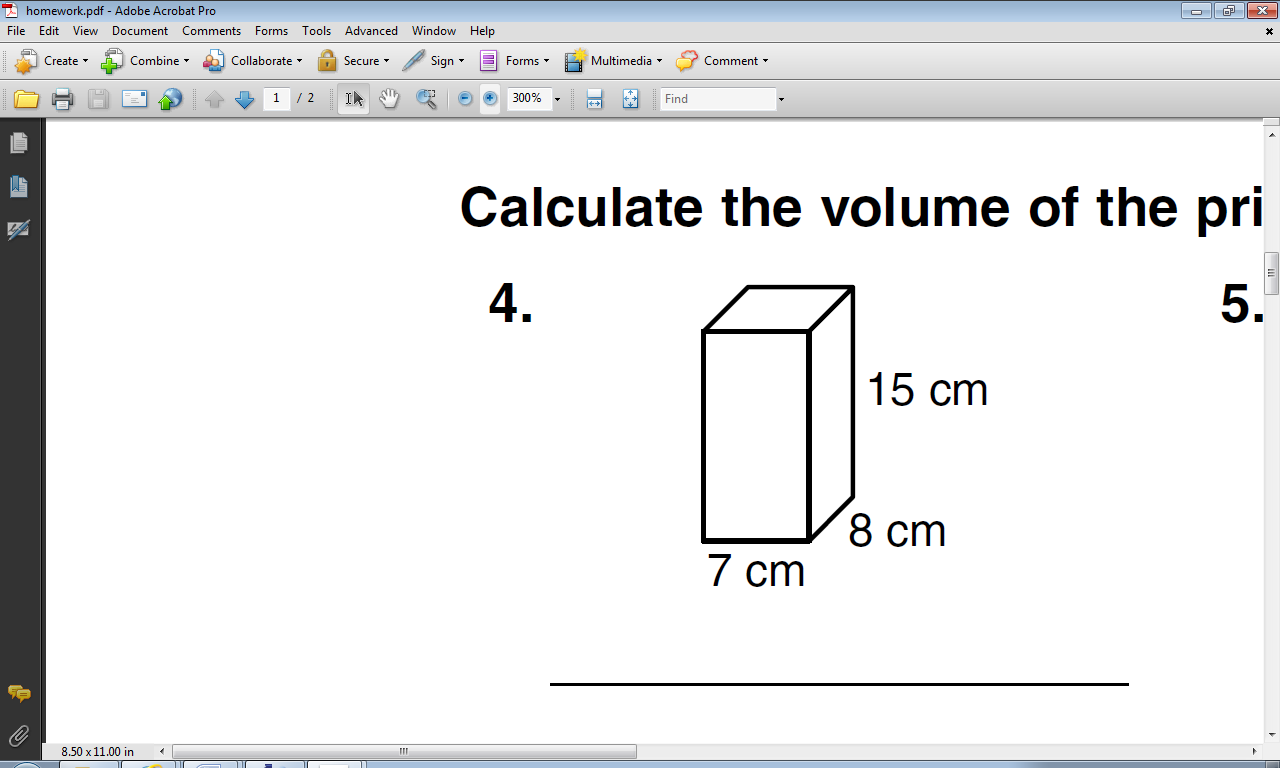 homework.pdf - Adobe Acrobat Pro
File Edit View Document Comments Forms Tools Advanced Window Help
Create Combine Collaborate Secure Sign Forms Multimedia Comment
1 / 2 300% Find
Calculate the volume of the pri
4. 5.
15 cm
8 cm
7 cm
8.50 x 11.00 in